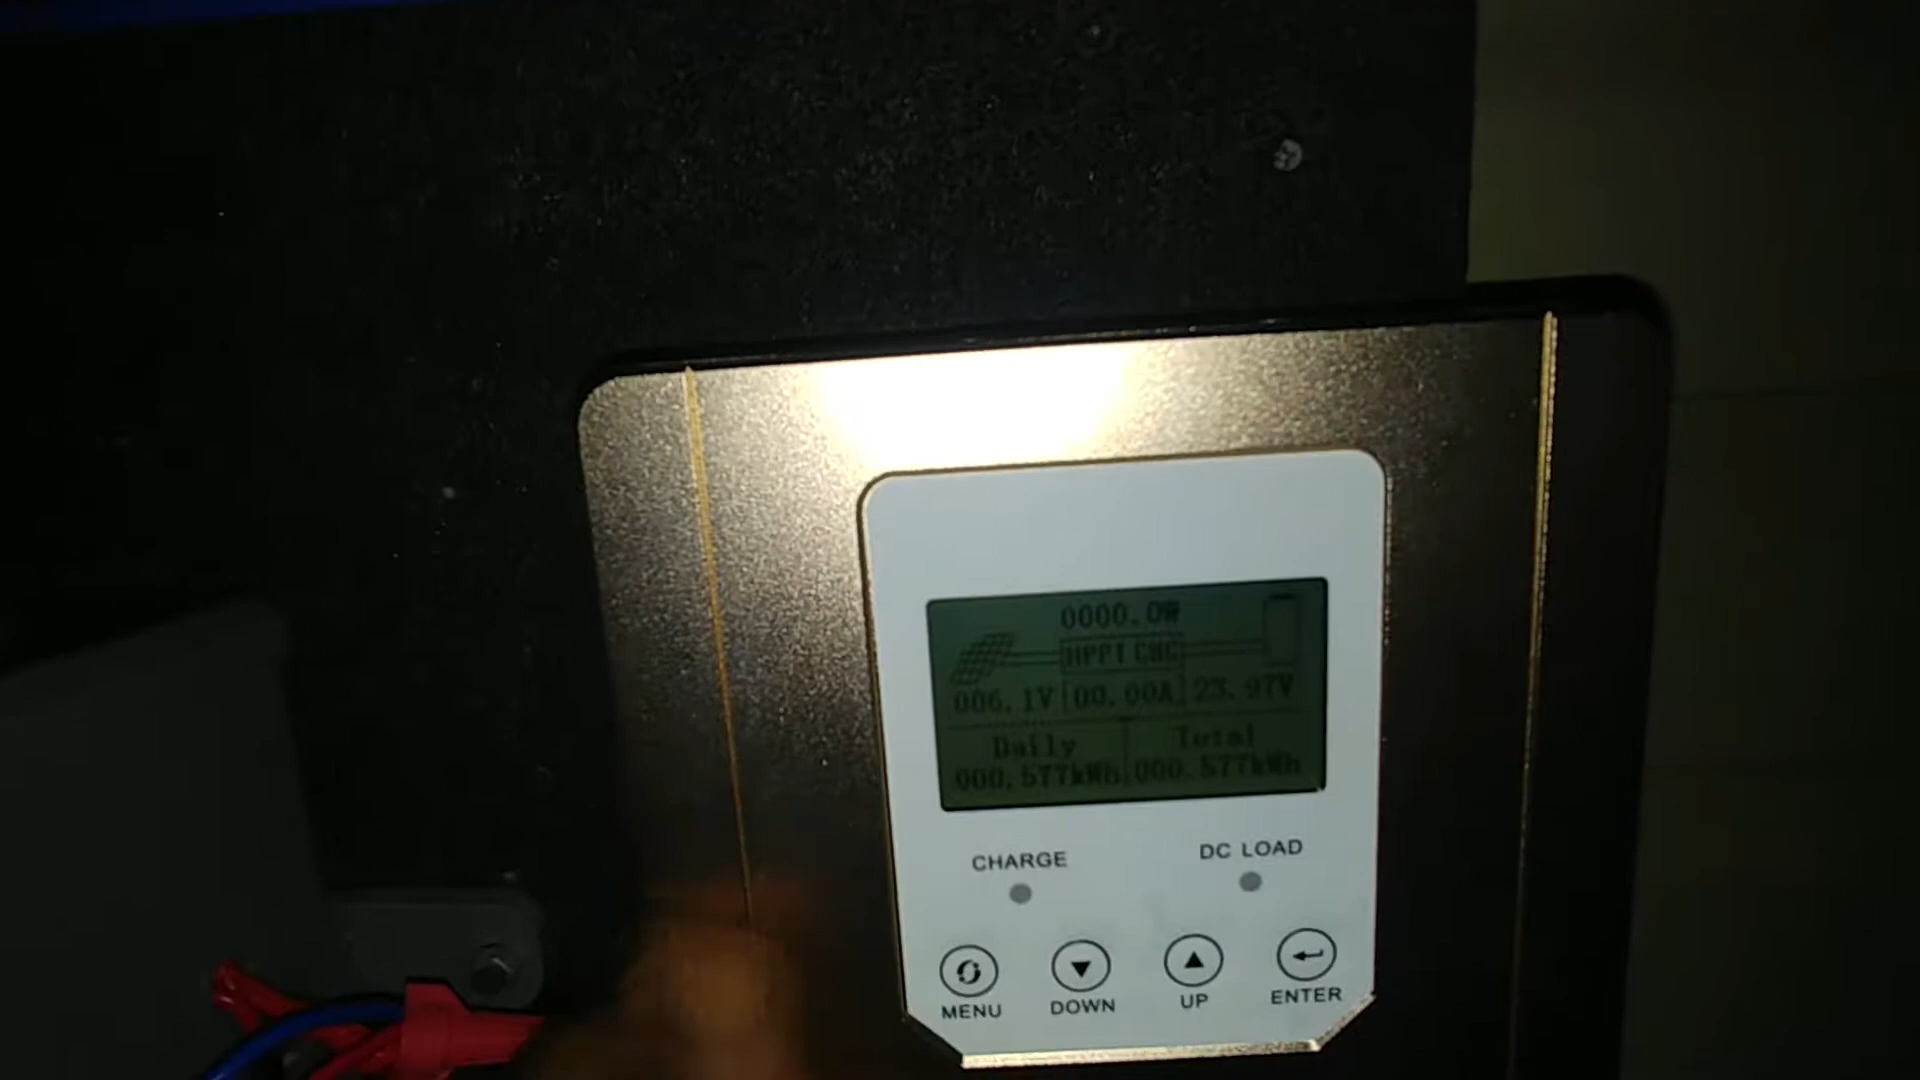 0000.0W
MPPT CHG
006.1V 00.00A 23.97V
Daily Total
000.577kWh 000.577kWh
CHARGE DC LOAD
MENU DOWN UP ENTER